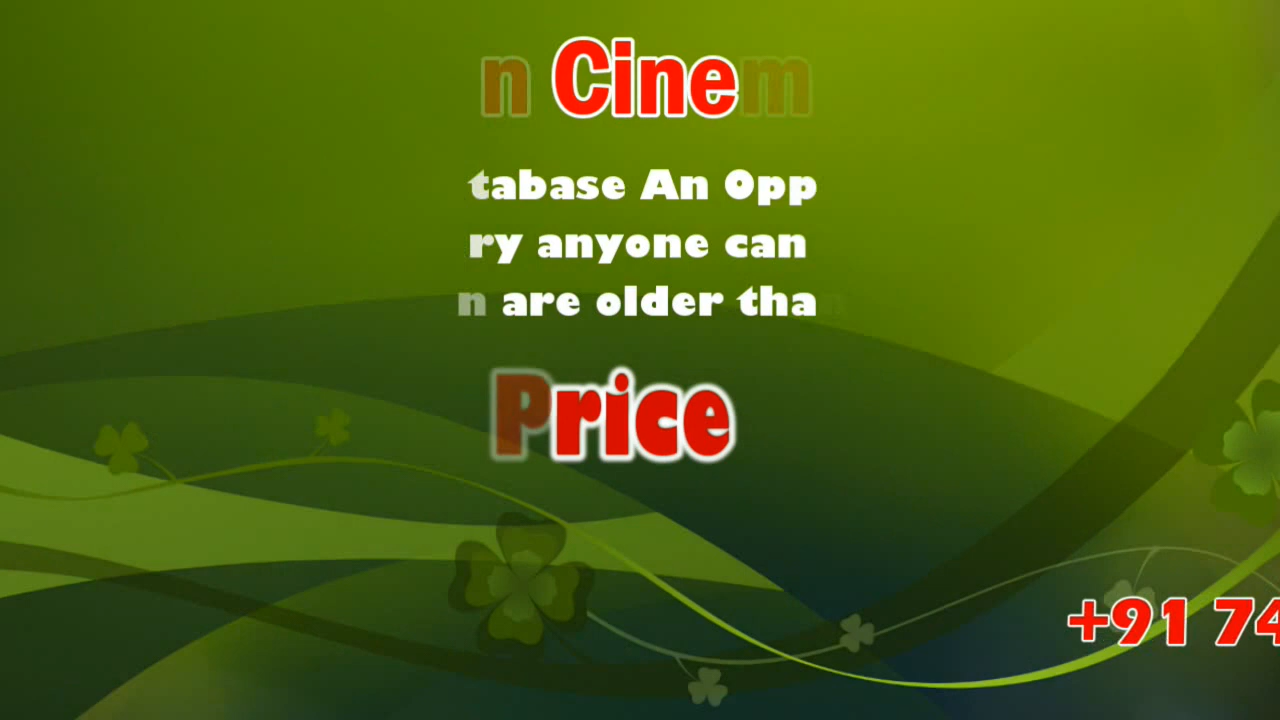 n Cinem
tabase An Opp
ry anyone can
n are older tha
Price
+91 74